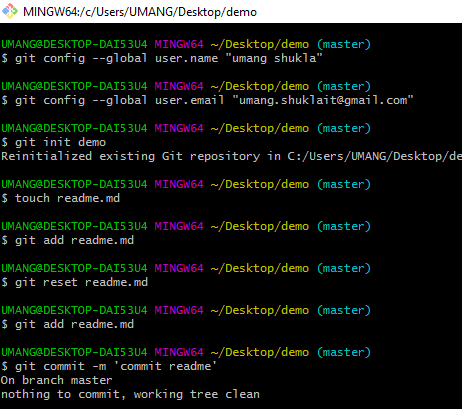 MINGW64:/c/Users/UMANG/Desktop/demo
UMANG@DESKTOP-DAI53U4 MINGW64 ~/Desktop/demo (master)
$ git config --global user.name "umang shukla"
UMANG@DESKTOP-DAI53U4 MINGW64 ~/Desktop/demo (master)
$ git config --global user.email "umang.shuklait@gmail.com"
UMANG@DESKTOP-DAI53U4 MINGW64 ~/Desktop/demo (master)
$ git init demo
Reinitialized existing Git repository in C:/Users/UMANG/Desktop/de
UMANG@DESKTOP-DAI53U4 MINGW64 ~/Desktop/demo (master)
$ touch readme.md
UMANG@DESKTOP-DAI53U4 MINGW64 ~/Desktop/demo (master)
$ git add readme.md
UMANG@DESKTOP-DAI53U4 MINGW64 ~/Desktop/demo (master)
$ git reset readme.md
UMANG@DESKTOP-DAI53U4 MINGW64 ~/Desktop/demo (master)
$ git add readme.md
UMANG@DESKTOP-DAI53U4 MINGW64 ~/Desktop/demo (master)
$ git commit -m 'commit readme'
On branch master
nothing to commit, working tree clean